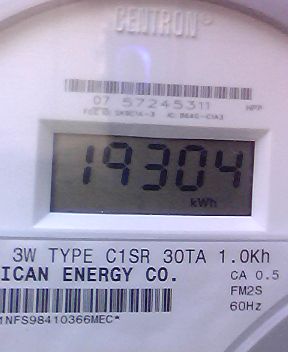 CENTRON®
07 57245311 HPP
19304
kWh
3W TYPE C1SR 30TA 1.0Kh
ICAN ENERGY CO. CA 0.5
FM2S
60Hz
1NFS98410366MEC*